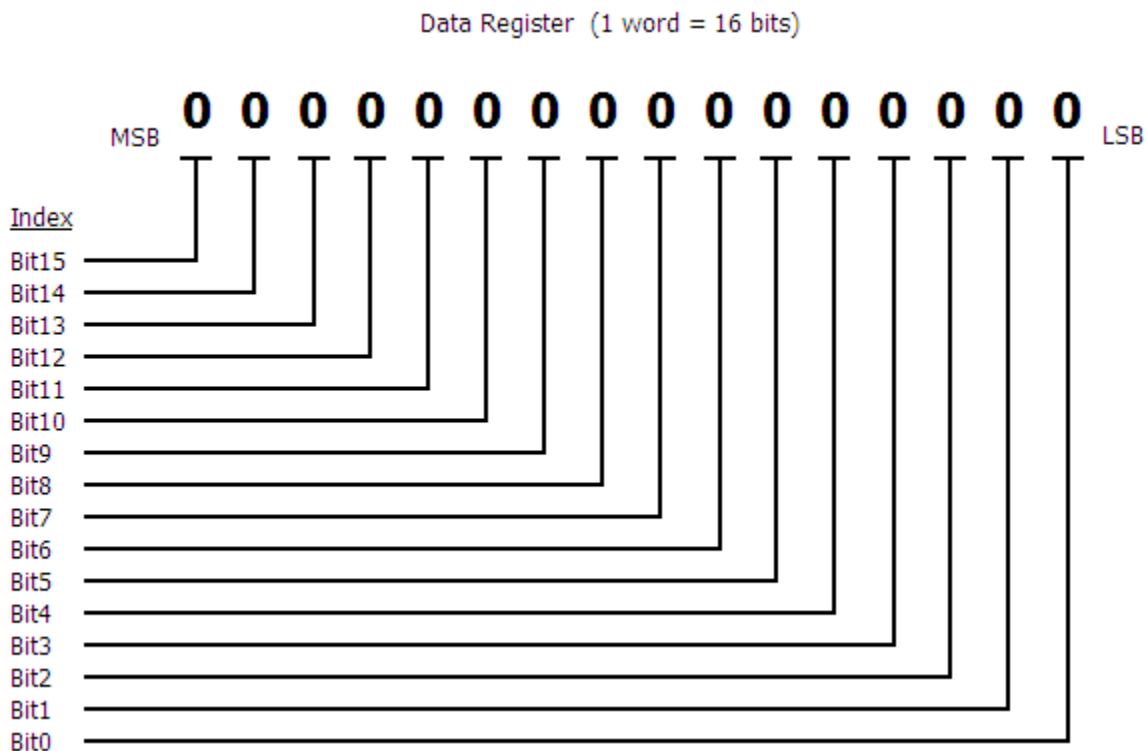 Data Register (1 word = 16 bits)
MSB 0 0 0 0 0 0 0 0 0 0 0 0 0 0 0 0 LSB
Index
Bit15
Bit14
Bit13
Bit12
Bit11
Bit10
Bit9
Bit8
Bit7
Bit6
Bit5
Bit4
Bit3
Bit2
Bit1
Bit0